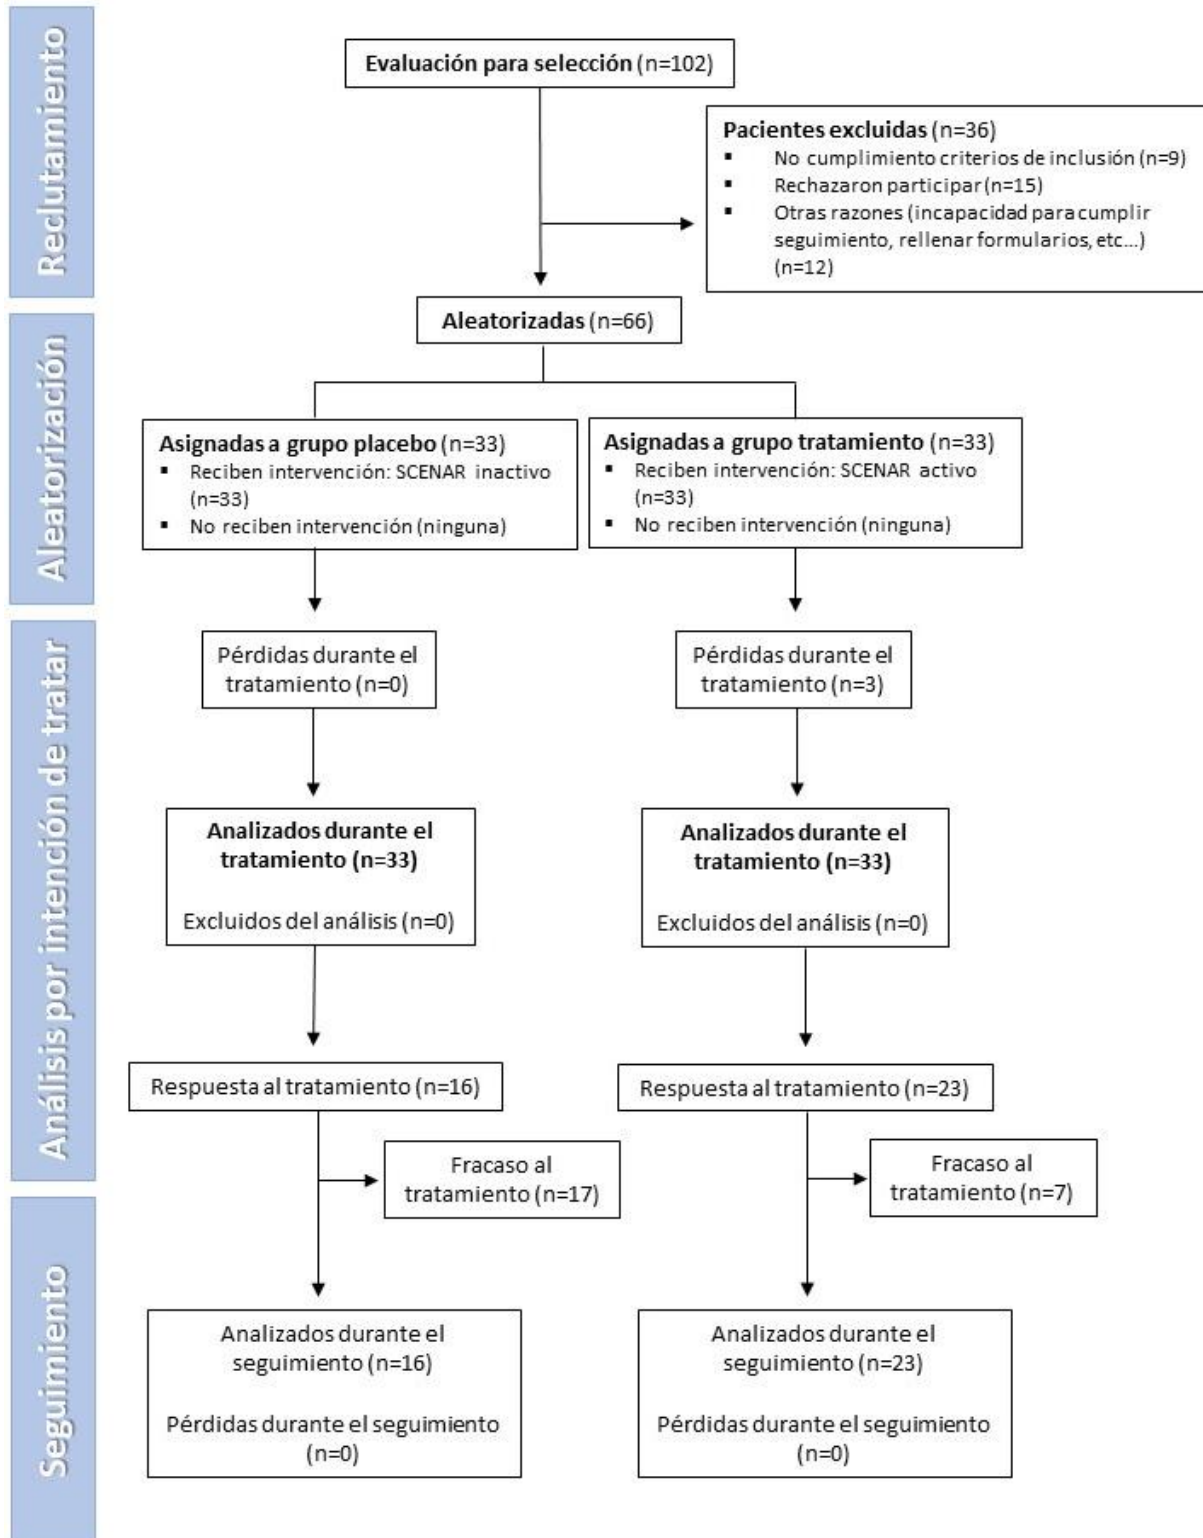 Reclutamiento
Evaluación para selección (n=102)
Pacientes excluidas (n=36)
▪ No cumplimiento criterios de inclusión (n=9)
▪ Rechazaron participar (n=15)
▪ Otras razones (incapacidad para cumplir
seguimiento, rellenar formularios, etc...)
(n=12)
Aleatorización
Aleatorizadas (n=66)
Asignadas a grupo placebo (n=33)
▪ Reciben intervención: SCENAR inactivo
(n=33)
▪ No reciben intervención (ninguna)
Asignadas a grupo tratamiento (n=33)
▪ Reciben intervención: SCENAR activo
(n=33)
▪ No reciben intervención (ninguna)
Análisis por intención de tratar
Pérdidas durante el
tratamiento (n=0)
Pérdidas durante el
tratamiento (n=3)
Analizados durante el
tratamiento (n=33)
Excluidos del análisis (n=0)
Analizados durante el
tratamiento (n=33)
Excluidos del análisis (n=0)
Respuesta al tratamiento (n=16)
Respuesta al tratamiento (n=23)
Fracaso al
tratamiento (n=17)
Fracaso al
tratamiento (n=7)
Seguimiento
Analizados durante el
seguimiento (n=16)
Pérdidas durante el seguimiento
(n=0)
Analizados durante el
seguimiento (n=23)
Pérdidas durante el seguimiento
(n=0)